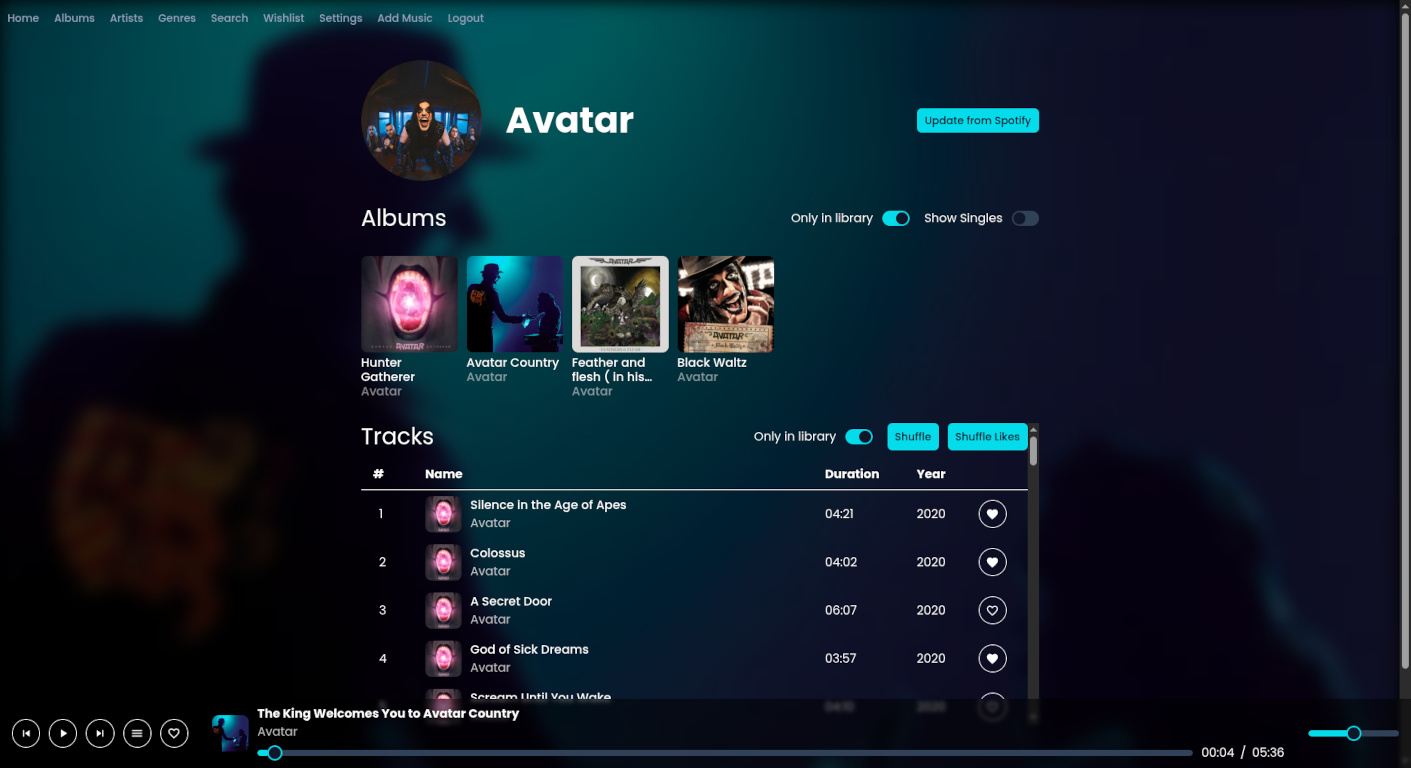 Home Albums Artists Genres Search Wishlist Settings Add Music Logout
Avatar
Update from Spotify
Albums
Only in library
Show Singles
Hunter
Gatherer
Avatar
Avatar Country
Avatar
Feather and
flesh ( in his...
Avatar
Black Waltz
Avatar
Tracks
Only in library
Shuffle
Shuffle Likes
# Name Duration Year
1 Silence in the Age of Apes 04:21 2020
Avatar
2 Colossus 04:02 2020
Avatar
3 A Secret Door 06:07 2020
Avatar
4 God of Sick Dreams 03:57 2020
Avatar
Scream Until You Wake
04:10 2020
The King Welcomes You to Avatar Country
Avatar
00:04 / 05:36